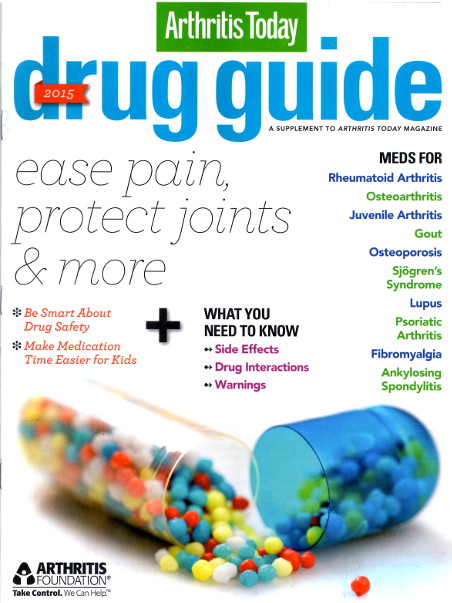 Arthritis Today
drug guide
2015
A SUPPLEMENT TO ARTHRITIS TODAY MAGAZINE
ease pain,
protect joints
& more
* Be Smart About
Drug Safety
* Make Medication
Time Easier for Kids
+
WHAT YOU
NEED TO KNOW
•• Side Effects
•• Drug Interactions
•• Warnings
MEDS FOR
Rheumatoid Arthritis
Osteoarthritis
Juvenile Arthritis
Gout
Osteoporosis
Sjögren's
Syndrome
Lupus
Psoriatic
Arthritis
Fibromyalgia
Ankylosing
Spondylitis
ARTHRITIS
FOUNDATION®
Take Control. We Can Help.™